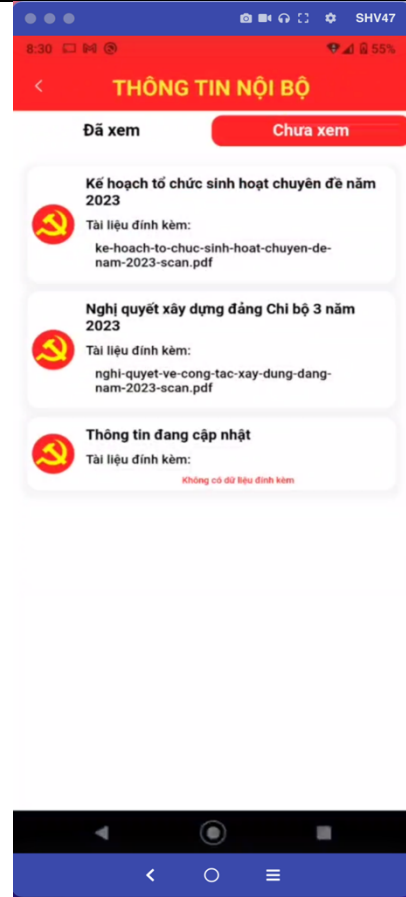 SHV47
8:30
55%
THÔNG TIN NỘI BỘ
Đã xem
Chưa xem
Kế hoạch tổ chức sinh hoạt chuyên đề năm
2023
Tài liệu đính kèm:
ke-hoach-to-chuc-sinh-hoat-chuyen-de-
nam-2023-scan.pdf
Nghị quyết xây dựng đảng Chi bộ 3 năm
2023
Tài liệu đính kèm:
nghi-quyet-ve-cong-tac-xay-dung-dang-
nam-2023-scan.pdf
Thông tin đang cập nhật
Tài liệu đính kèm:
Không có dữ liệu đính kèm